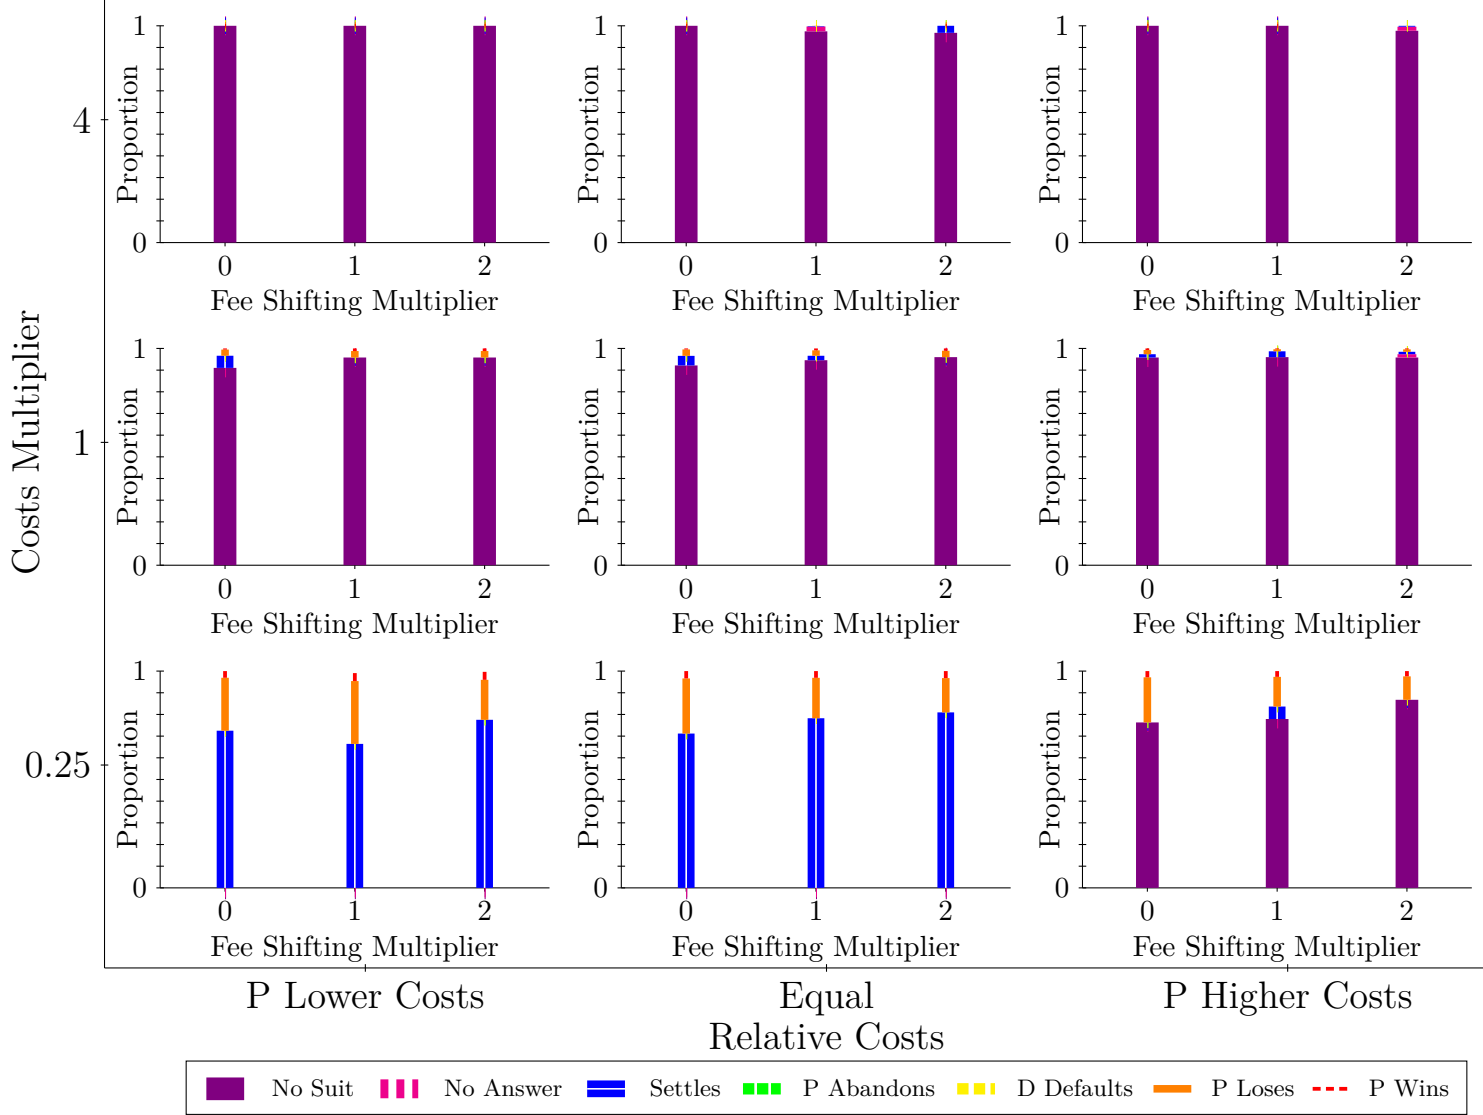 1 1 1
Proportion Proportion Proportion
4
0 0 0
0 1 2 0 1 2 0 1 2
Fee Shifting Multiplier Fee Shifting Multiplier Fee Shifting Multiplier
Costs Multiplier
1 1 1
Proportion Proportion Proportion
1
0 0 0
0 1 2 0 1 2 0 1 2
Fee Shifting Multiplier Fee Shifting Multiplier Fee Shifting Multiplier
1 1 1
Proportion Proportion Proportion
0.25
0 0 0
0 1 2 0 1 2 0 1 2
Fee Shifting Multiplier Fee Shifting Multiplier Fee Shifting Multiplier
P Lower Costs Equal P Higher Costs
Relative Costs
No Suit No Answer Settles P Abandons D Defaults P Loses P Wins